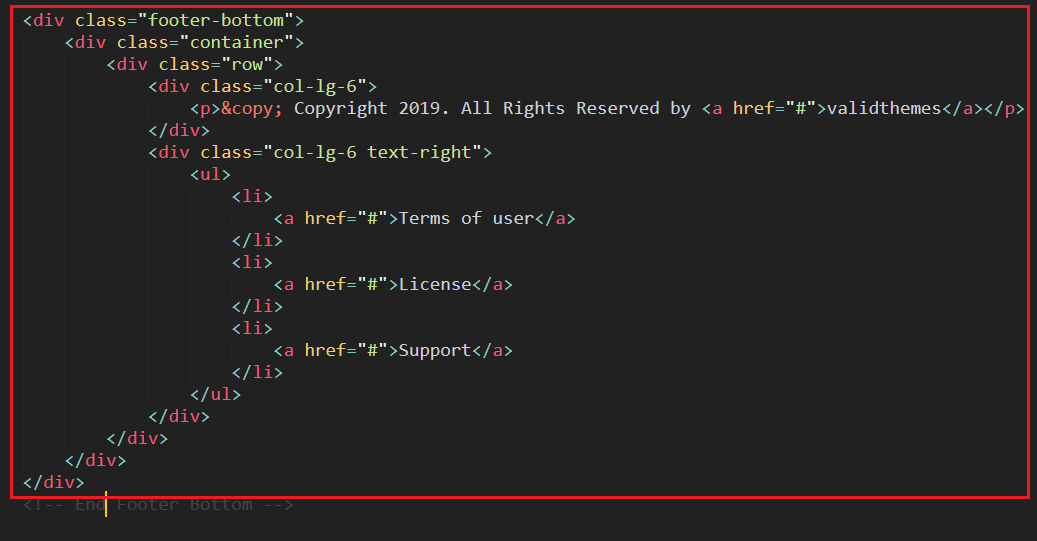 <div class="footer-bottom">
    <div class="container">
        <div class="row">
            <div class="col-lg-6">
                <p>&copy; Copyright 2019. All Rights Reserved by <a href="#">validthemes</a></p>
            </div>
            <div class="col-lg-6 text-right">
                <ul>
                    <li>
                        <a href="#">Terms of user</a>
                    </li>
                    <li>
                        <a href="#">License</a>
                    </li>
                    <li>
                        <a href="#">Support</a>
                    </li>
                </ul>
            </div>
        </div>
    </div>
</div>
<!-- End Footer Bottom -->